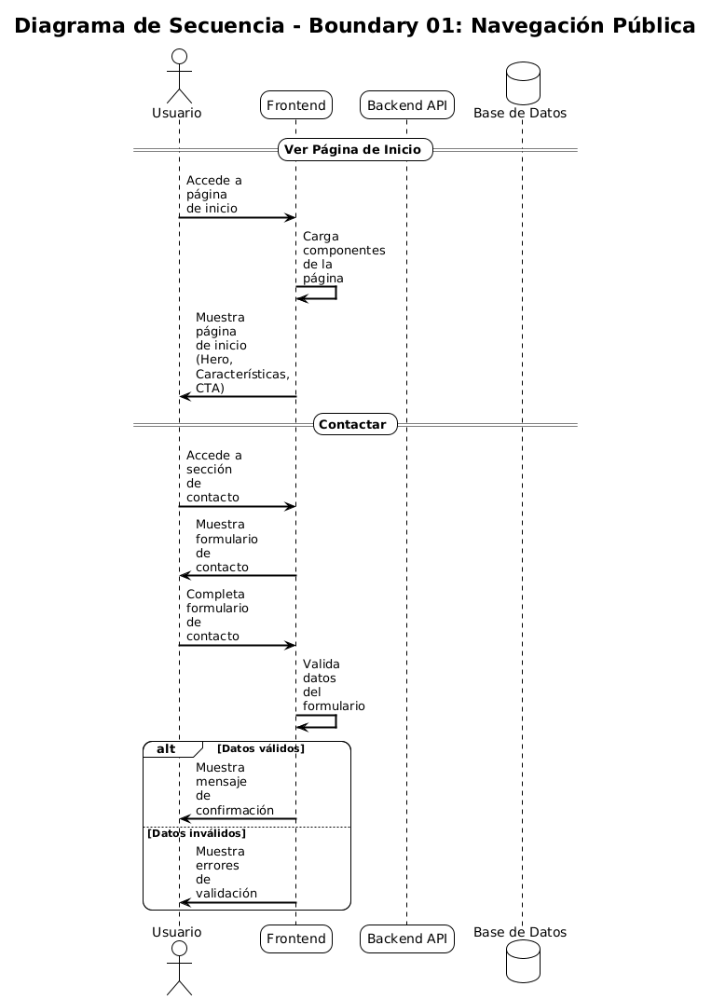 Diagrama de Secuencia - Boundary 01: Navegación Pública
Usuario
Frontend
Backend API
Base de Datos
Ver Página de Inicio
Accede a
página
de inicio
Carga
componentes
de la
página
Muestra
página
de inicio
(Hero,
Características,
CTA)
Contactar
Accede a
sección
de
contacto
Muestra
formulario
de
contacto
Completa
formulario
de
contacto
Valida
datos
del
formulario
alt
[Datos válidos]
Muestra
mensaje
de
confirmación
[Datos inválidos]
Muestra
errores
de
validación
Usuario
Frontend
Backend API
Base de Datos